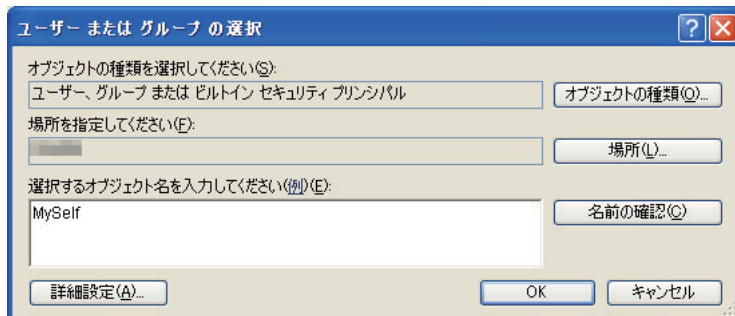 ユーザー または グループ の選択
オブジェクトの種類を選択してください(S):
ユーザー、グループ または ビルトイン セキュリティ プリンシパル
オブジェクトの種類(O)...
場所を指定してください(F):
場所(L)...
選択するオブジェクト名を入力してください(例)(E):
MySelf
名前の確認(C)
詳細設定(A)...
OK
キャンセル